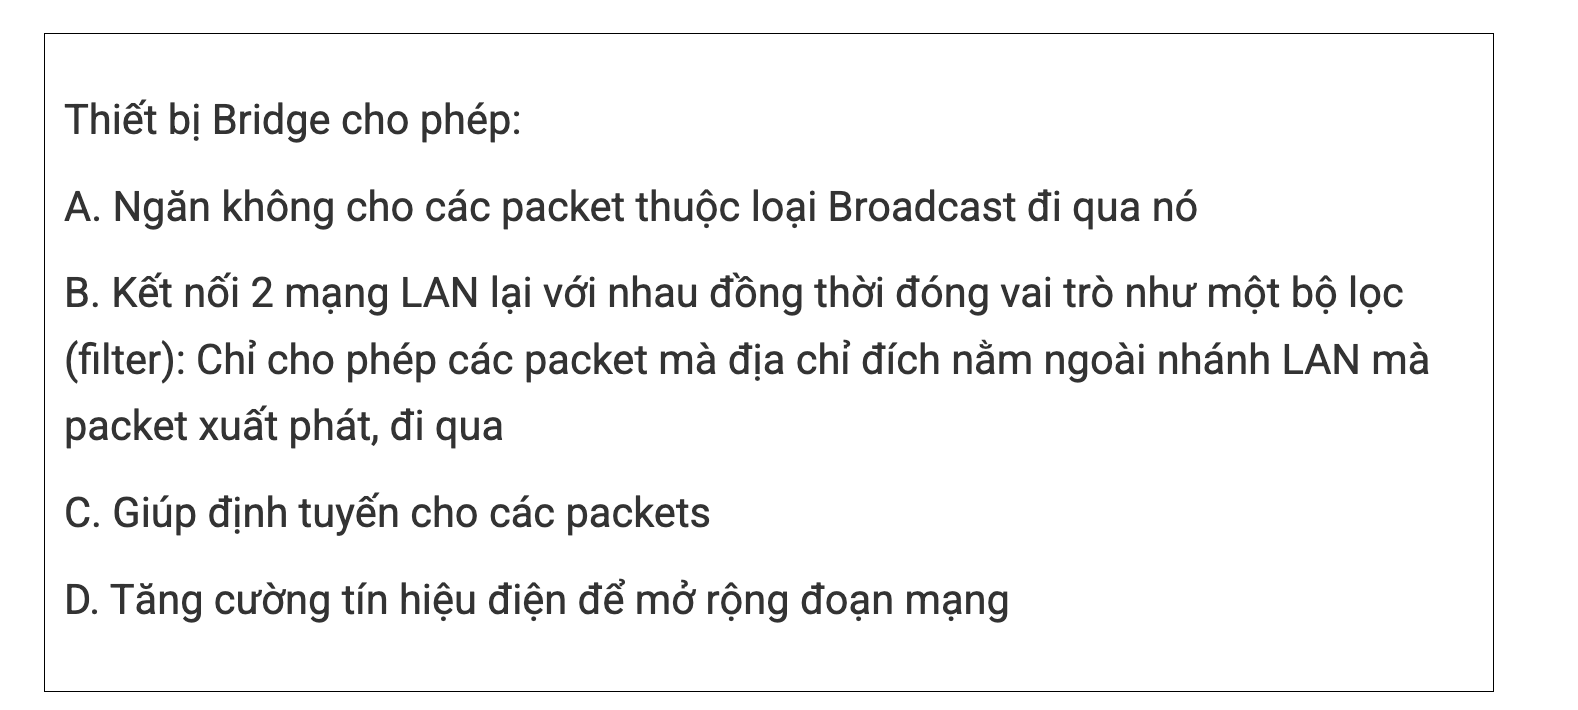 Thiết bị Bridge cho phép:
A. Ngăn không cho các packet thuộc loại Broadcast đi qua nó
B. Kết nối 2 mạng LAN lại với nhau đồng thời đóng vai trò như một bộ lọc
(filter): Chỉ cho phép các packet mà địa chỉ đích nằm ngoài nhánh LAN mà
packet xuất phát, đi qua
C. Giúp định tuyến cho các packets
D. Tăng cường tín hiệu điện để mở rộng đoạn mạng